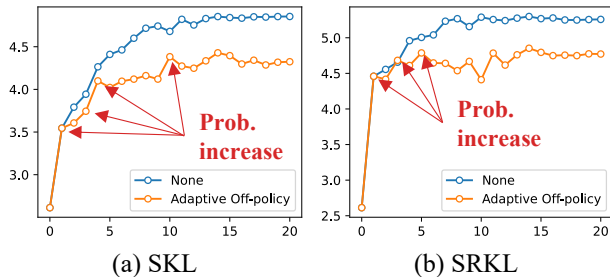 4.5
4.0
3.5
3.0
Prob.
increase
None
Adaptive Off-policy
0 5 10 15 20
(a) SKL
5.0
4.5
4.0
3.5
3.0
2.5
Prob.
increase
None
Adaptive Off-policy
0 5 10 15 20
(b) SRKL